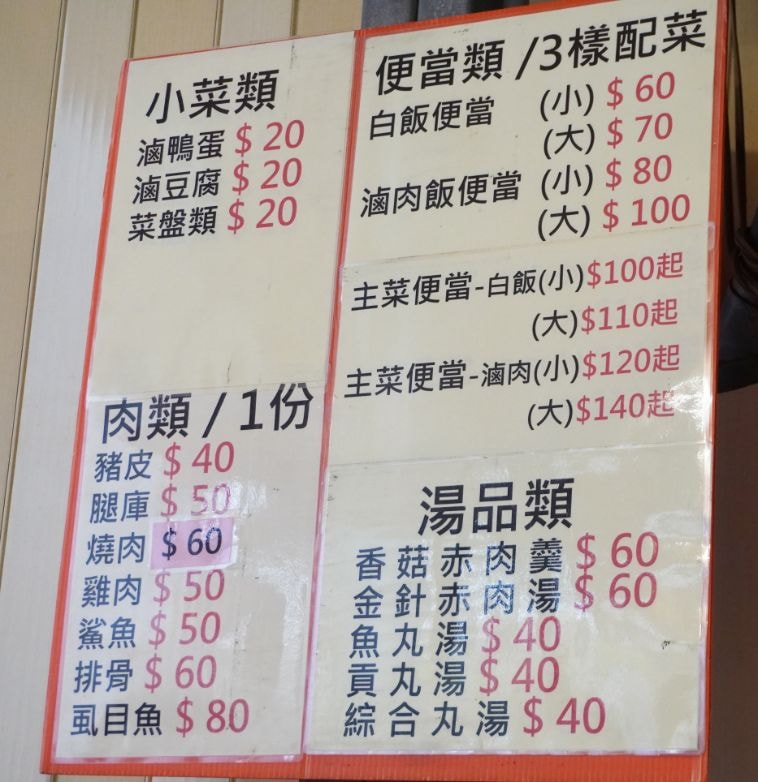 小菜類
滷鴨蛋 $ 20
滷豆腐 $ 20
菜盤類 $ 20
肉類 / 1份
豬皮 $ 40
腿庫 $ 50
燒肉 $ 60
雞肉 $ 50
鯊魚 $ 50
排骨 $ 60
虱目魚 $ 80
便當類 /3樣配菜
白飯便當 (小) $ 60
(大) $ 70
滷肉飯便當 (小) $ 80
(大) $ 100
主菜便當-白飯(小)$100起
(大)$110起
主菜便當-滷肉(小)$120起
(大)$140起
湯品類
香菇赤肉羹 $ 60
金針赤肉湯 $ 60
魚丸湯 $ 40
貢丸湯 $ 40
綜合丸湯 $ 40